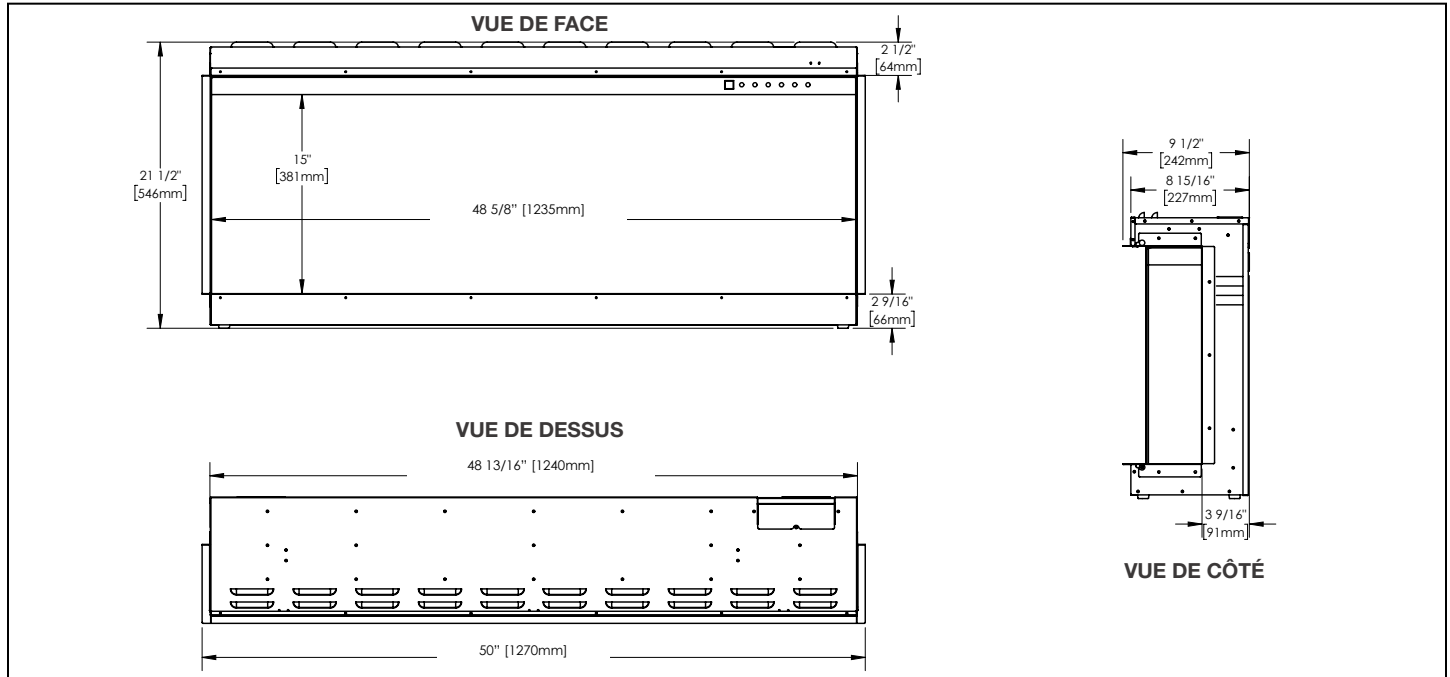 VUE DE FACE
2 1/2"
[64mm]
21 1/2"
[546mm]
15"
[381mm]
48 5/8" [1235mm]
2 9/16"
[66mm]
9 1/2"
[242mm]
8 15/16"
[227mm]
3 9/16"
[91mm]
VUE DE CÔTÉ
VUE DE DESSUS
48 13/16" [1240mm]
50" [1270mm]